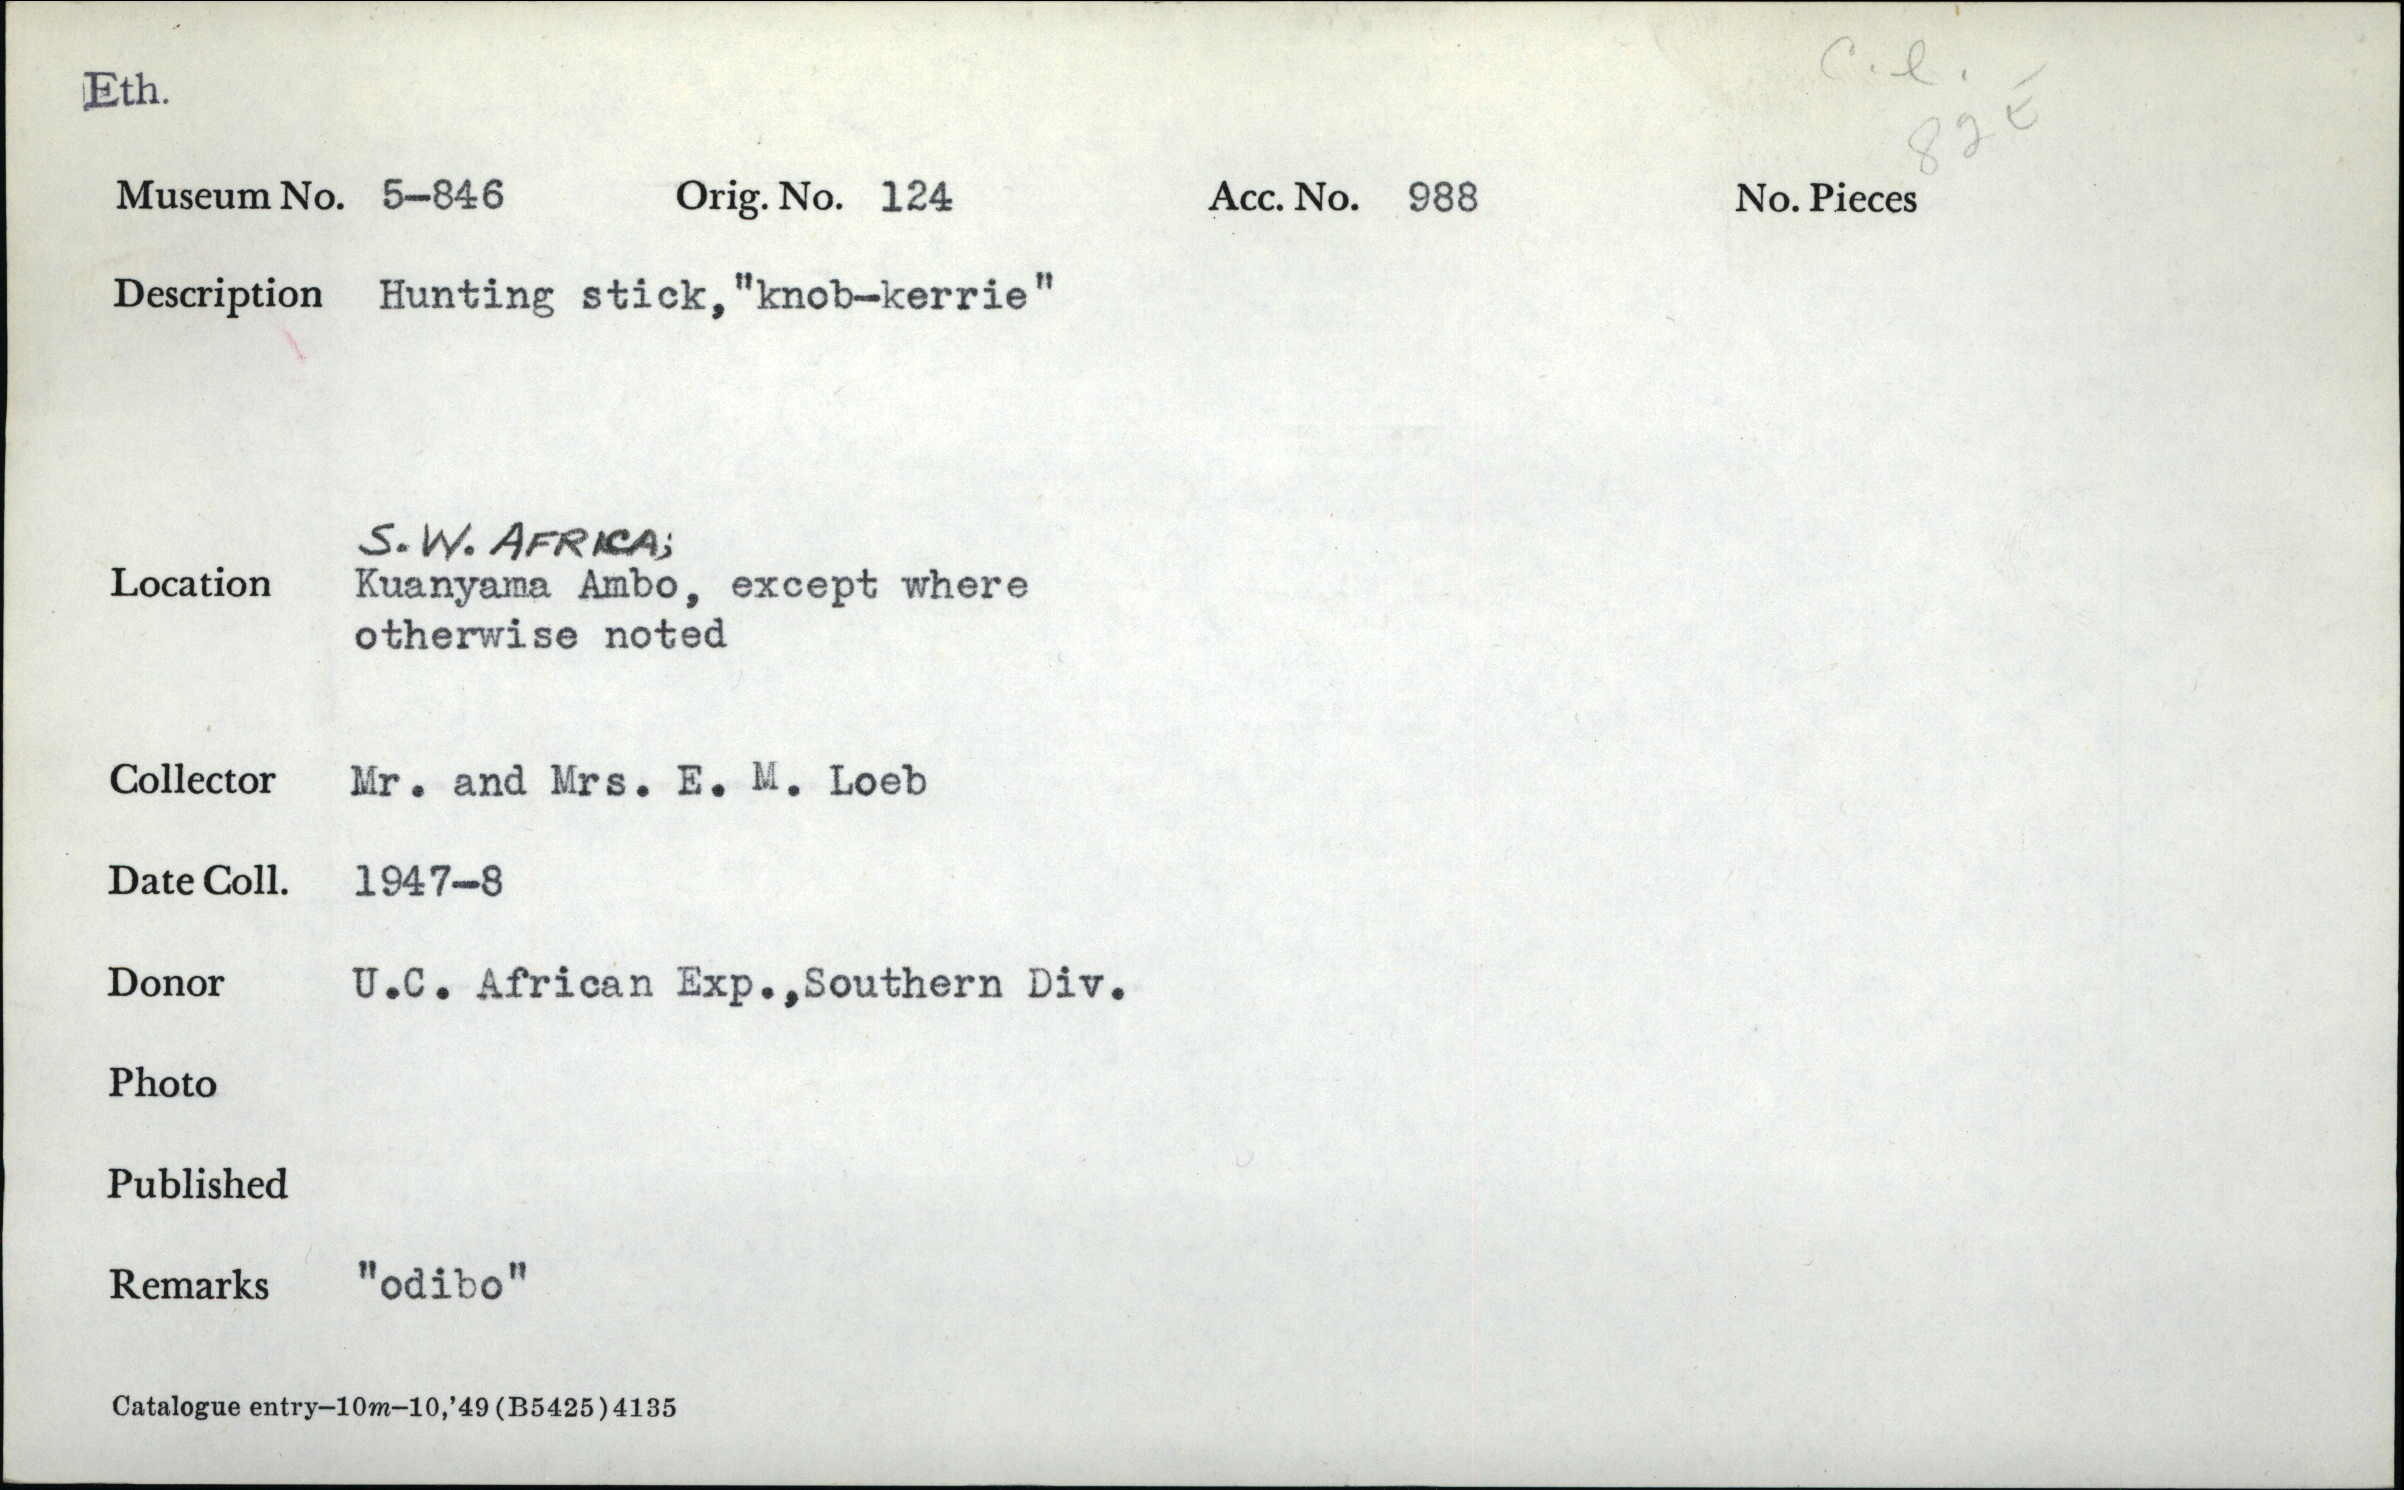 Eth.
C.l.
82E
Museum No. 5-846 Orig. No. 124 Acc. No. 988 No. Pieces
Description Hunting stick,"knob-kerrie"
S.W. AFRICA;
Location Kuanyama Ambo, except where
otherwise noted
Collector Mr. and Mrs. E. M. Loeb
Date Coll. 1947-8
Donor U.C. African Exp.,Southern Div.
Photo
Published
Remarks "odibo"
Catalogue entry—10m—10,'49(B5425)4135